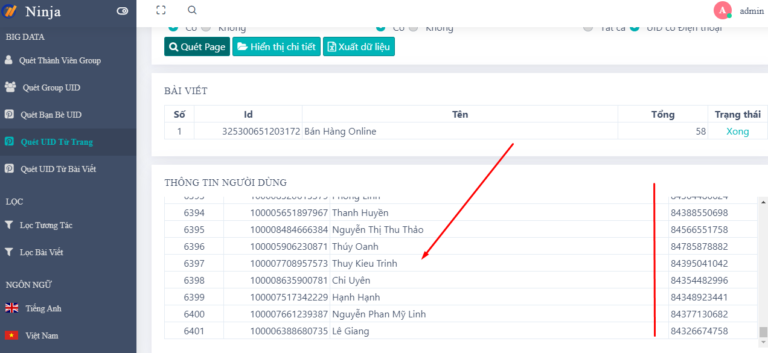 Ninja
admin
BIG DATA
Quét Thành Viên Group
Quét Group UID
Quét Bạn Bè UID
Quét UID Từ Trang
Quét UID Từ Bài Viết
LỌC
Lọc Tương Tác
Lọc Bài Viết
NGÔN NGỮ
Tiếng Anh
Việt Nam
A
Có Không Có Không Tất cả UID có Điện thoại
Quét Page Hiển thị chi tiết Xuất dữ liệu
BÀI VIẾT
Số Id Tên Tổng Trạng thái
1 325300651203172 Bán Hàng Online 58 Xong
THÔNG TIN NGƯỜI DÙNG
6394 100005651897967 Thanh Huyền 84388550698
6395 100008484666384 Nguyễn Thị Thu Thảo 84566551758
6396 100005906230871 Thúy Oanh 84785878882
6397 100007708957573 Thuy Kieu Trinh 84395041042
6398 100008635900781 Chi Uyên 84354482996
6399 100007517342229 Hạnh Hạnh 84348923441
6400 100007661239387 Nguyễn Phan Mỹ Linh 84377130682
6401 100006388680735 Lê Giang 84326674758